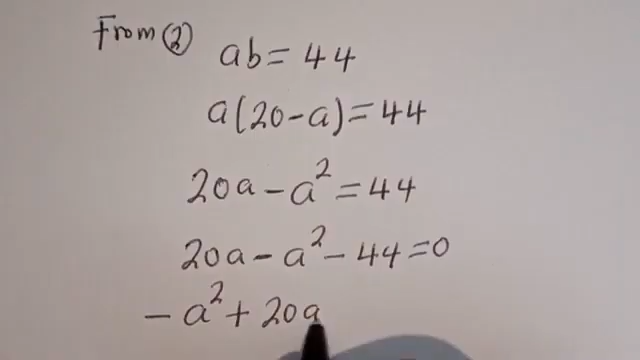 From (2)
ab = 44
a(20 - a) = 44
20a - a² = 44
20a - a² - 44 = 0
- a² + 20a